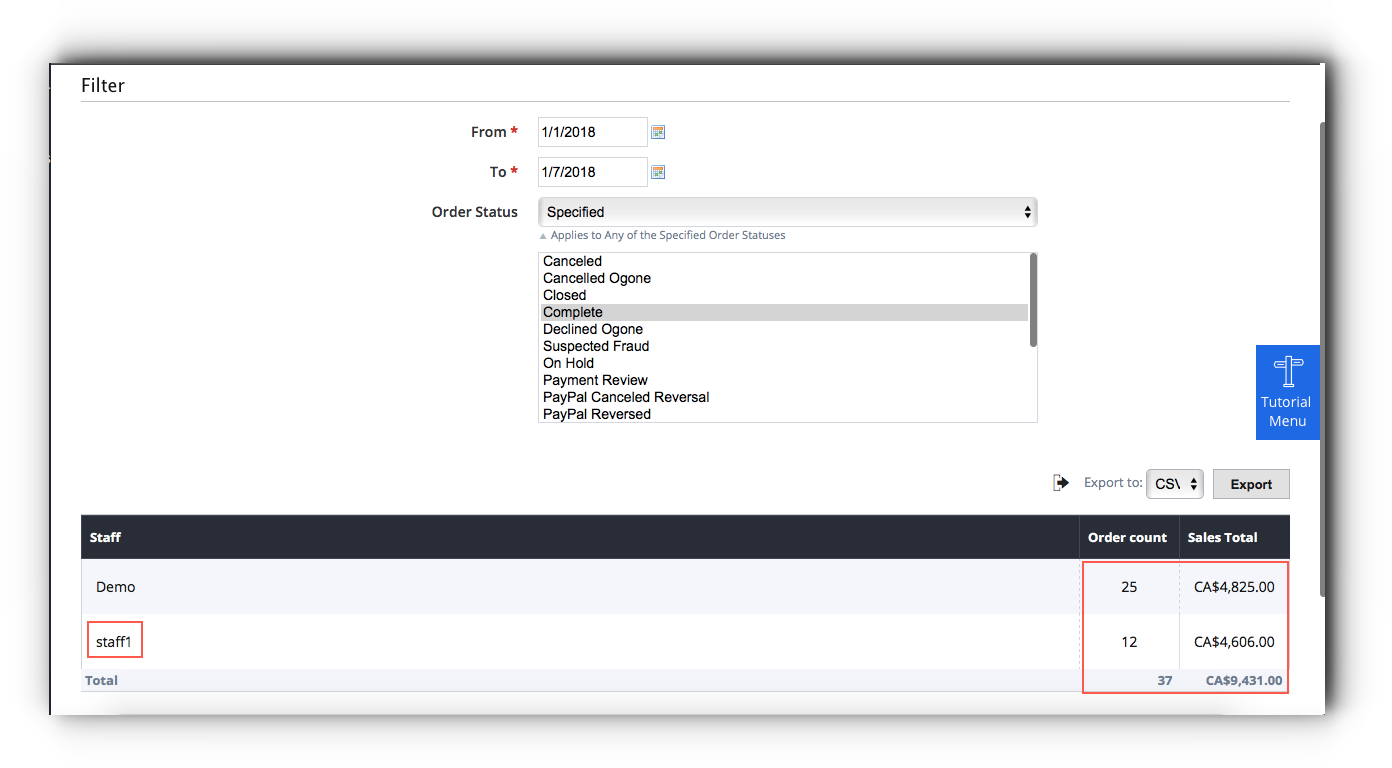 Filter
From *
1/1/2018
To *
1/7/2018
Order Status
Specified
Applies to Any of the Specified Order Statuses
Canceled
Cancelled Ogone
Closed
Complete
Declined Ogone
Suspected Fraud
On Hold
Payment Review
PayPal Canceled Reversal
PayPal Reversed
Tutorial
Menu
Export to: CSV Export
Staff Order count Sales Total
Demo 25 CA$4,825.00
staff1 12 CA$4,606.00
Total 37 CA$9,431.00